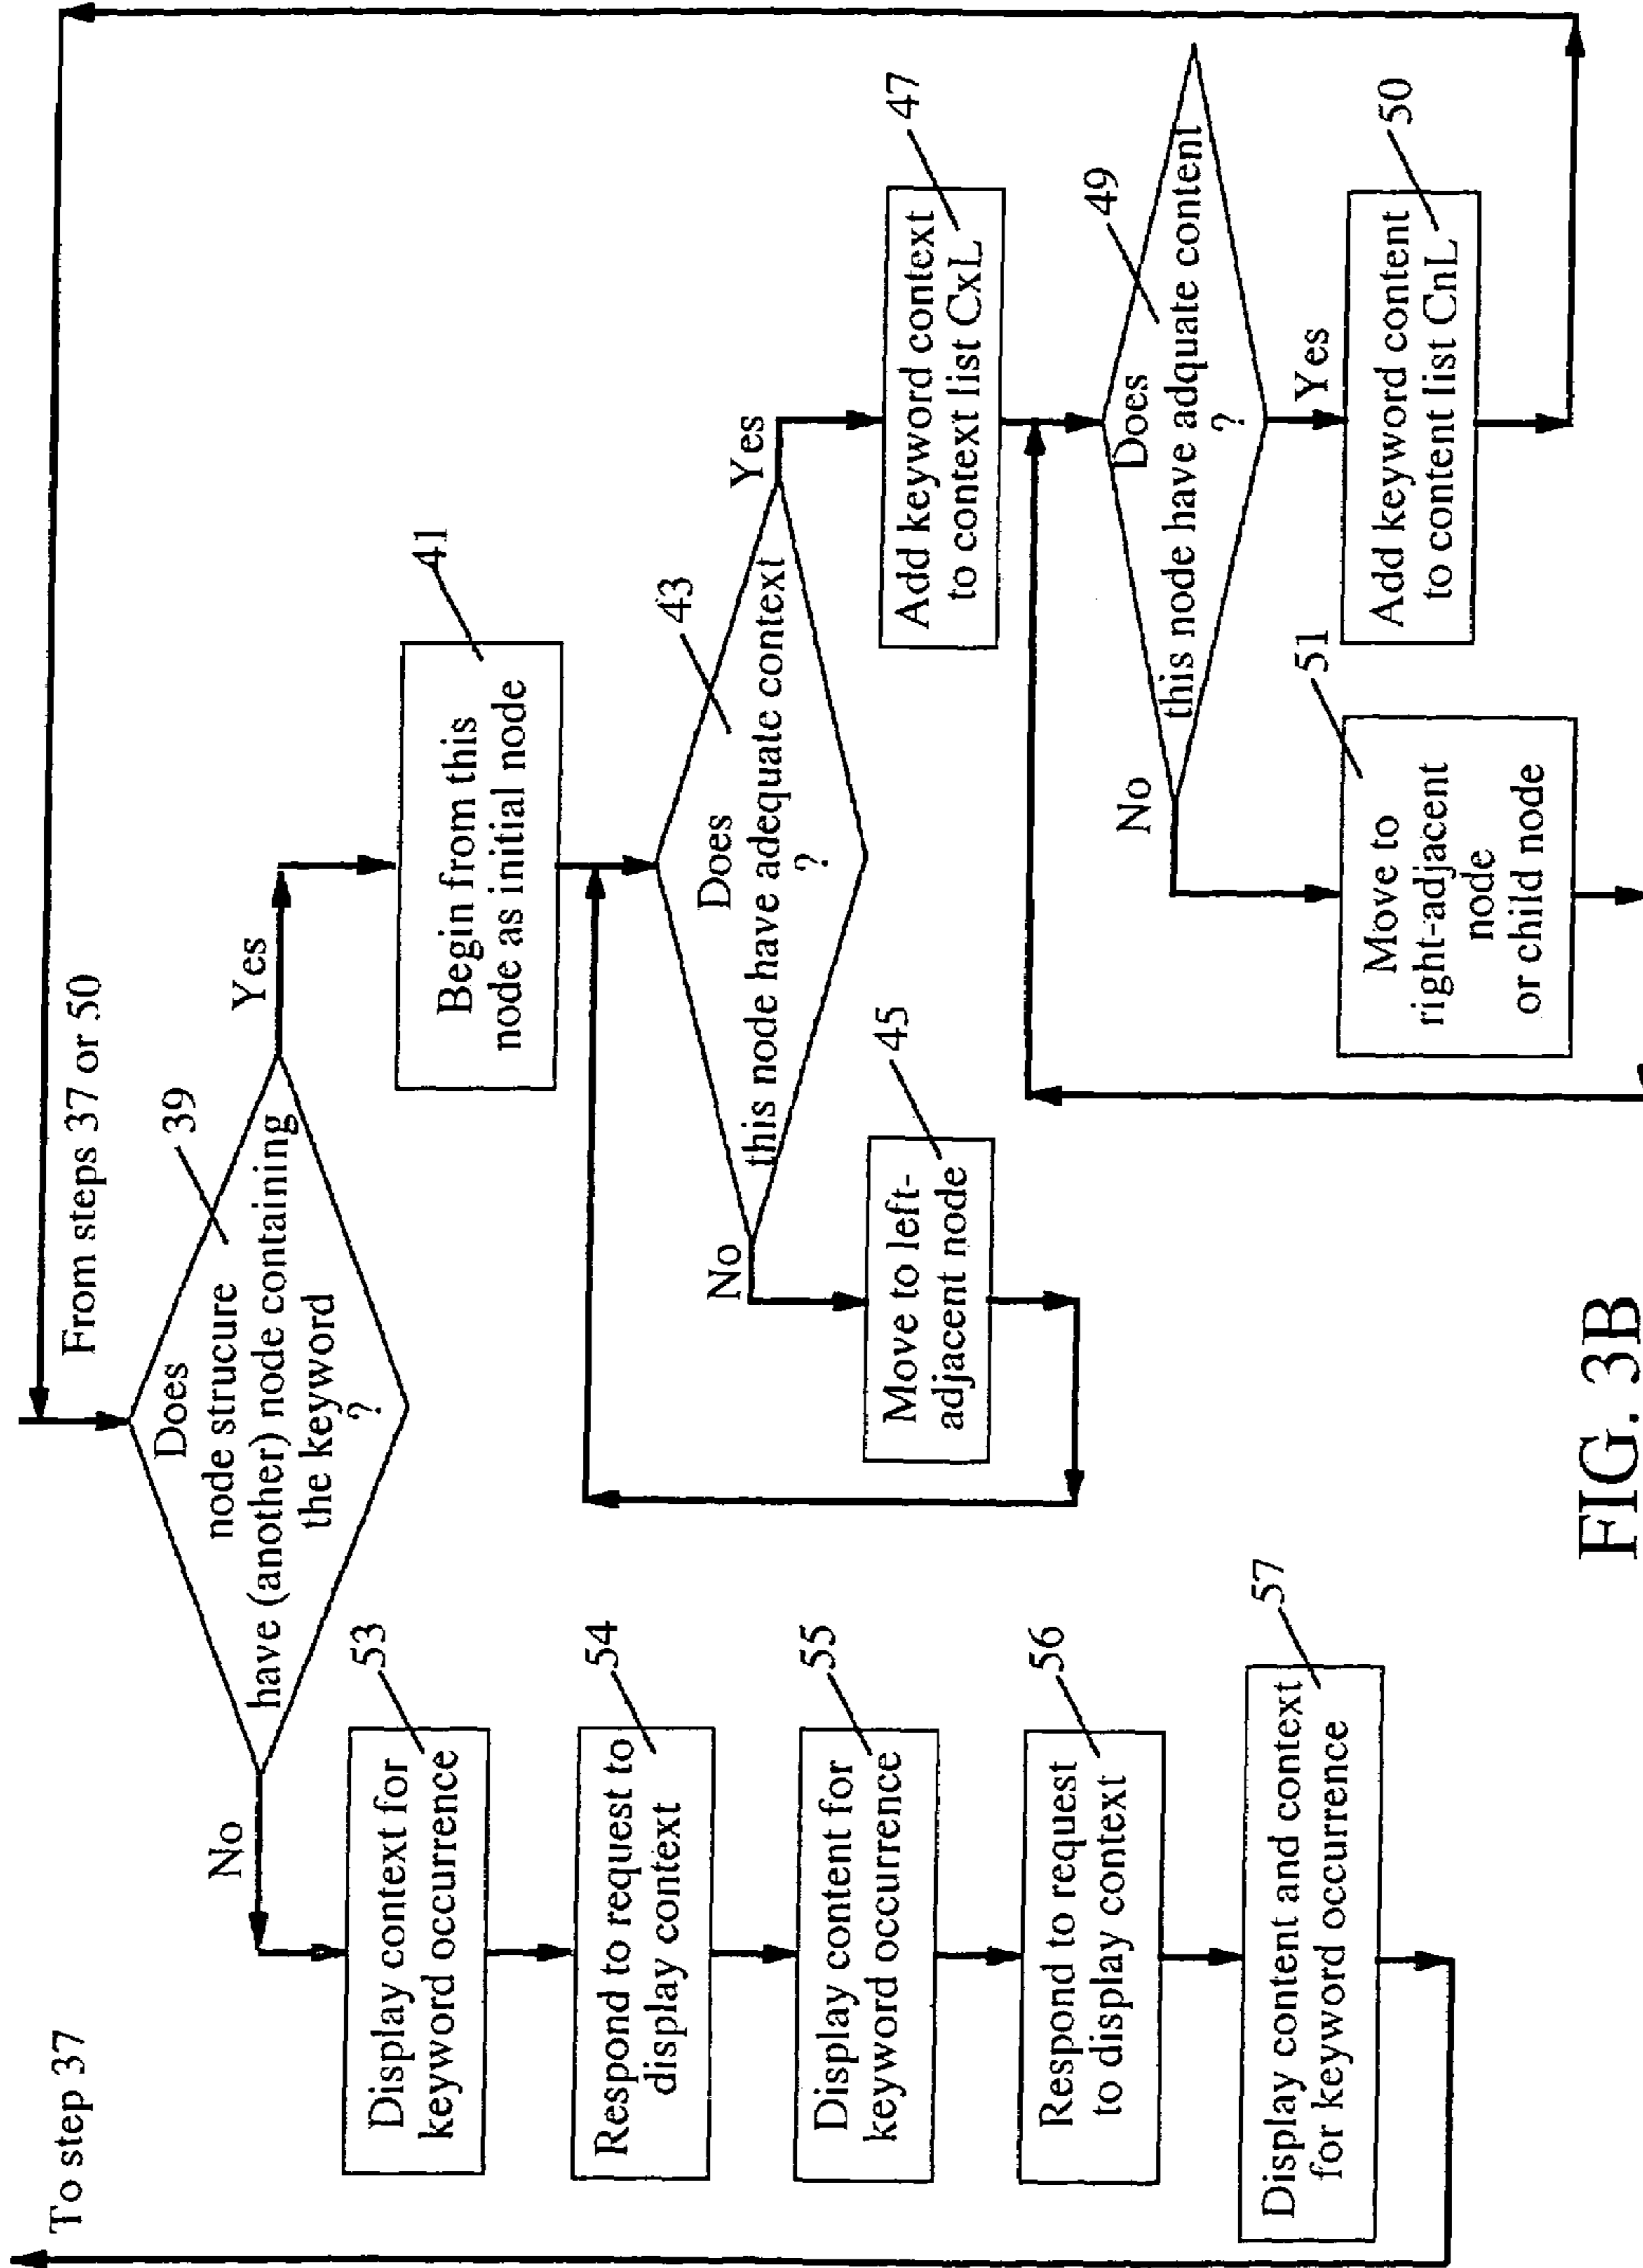 To step 37
From steps 37 or 50
Does
node strucure
have (another) node containing
the keyword
?
39
No
Yes
Display context for
keyword occurrence
53
Respond to request to
display context
54
Display content for
keyword occurrence
55
Respond to request
to display context
56
Display content and context
for keyword occurrence
57
Begin from this
node as initial node
41
Does
this node have adequate context
?
43
No
Yes
Move to left-
adjacent node
45
Add keyword context
to context list CxL
47
Does
this node have adquate content
?
49
No
Yes
Move to
right-adjacent
node
or child node
51
Add keyword content
to content list CnL
50
FIG. 3B